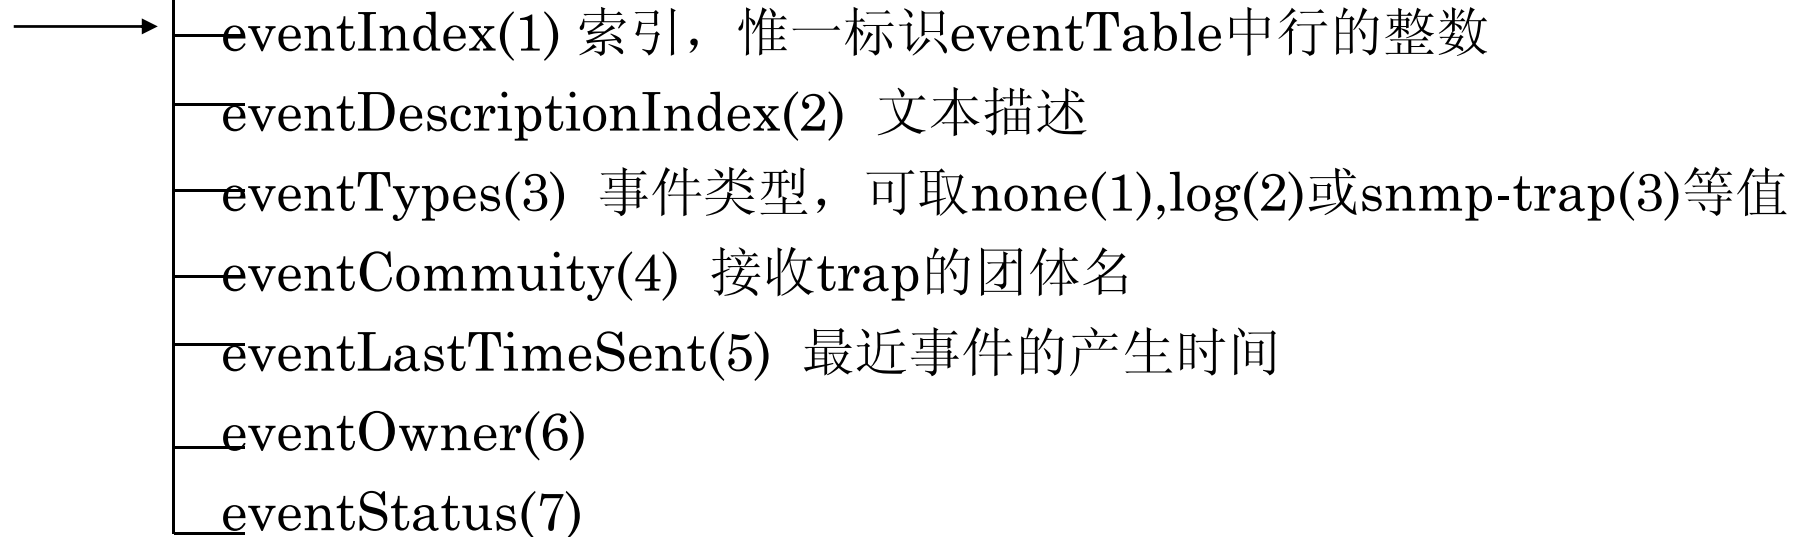 eventIndex(1) 索引，惟一标识eventTable中行的整数
eventDescriptionIndex(2) 文本描述
eventTypes(3) 事件类型，可取none(1),log(2)或snmp-trap(3)等值
eventCommuity(4) 接收trap的团体名
eventLastTimeSent(5) 最近事件的产生时间
eventOwner(6)
eventStatus(7)